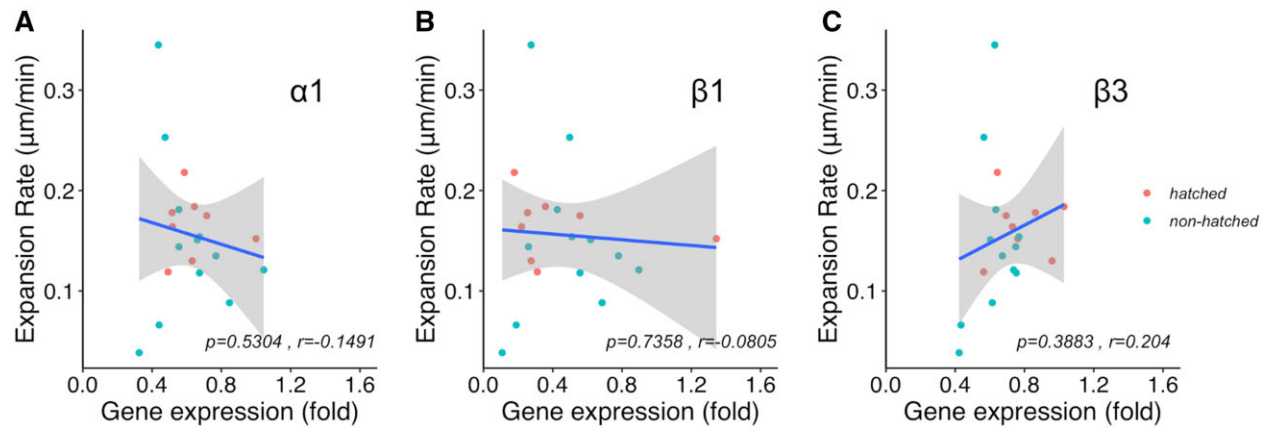 A
B
C
Expansion Rate (μm/min)
0.3
0.2
0.1
α1
p=0.5304 , r=-0.1491
0.0 0.4 0.8 1.2 1.6
Gene expression (fold)
Expansion Rate (μm/min)
0.3
0.2
0.1
β1
p=0.7358 , r=-0.0805
0.0 0.4 0.8 1.2 1.6
Gene expression (fold)
Expansion Rate (μm/min)
0.3
0.2
0.1
β3
p=0.3883 , r=0.204
0.0 0.4 0.8 1.2 1.6
Gene expression (fold)
hatched
non-hatched